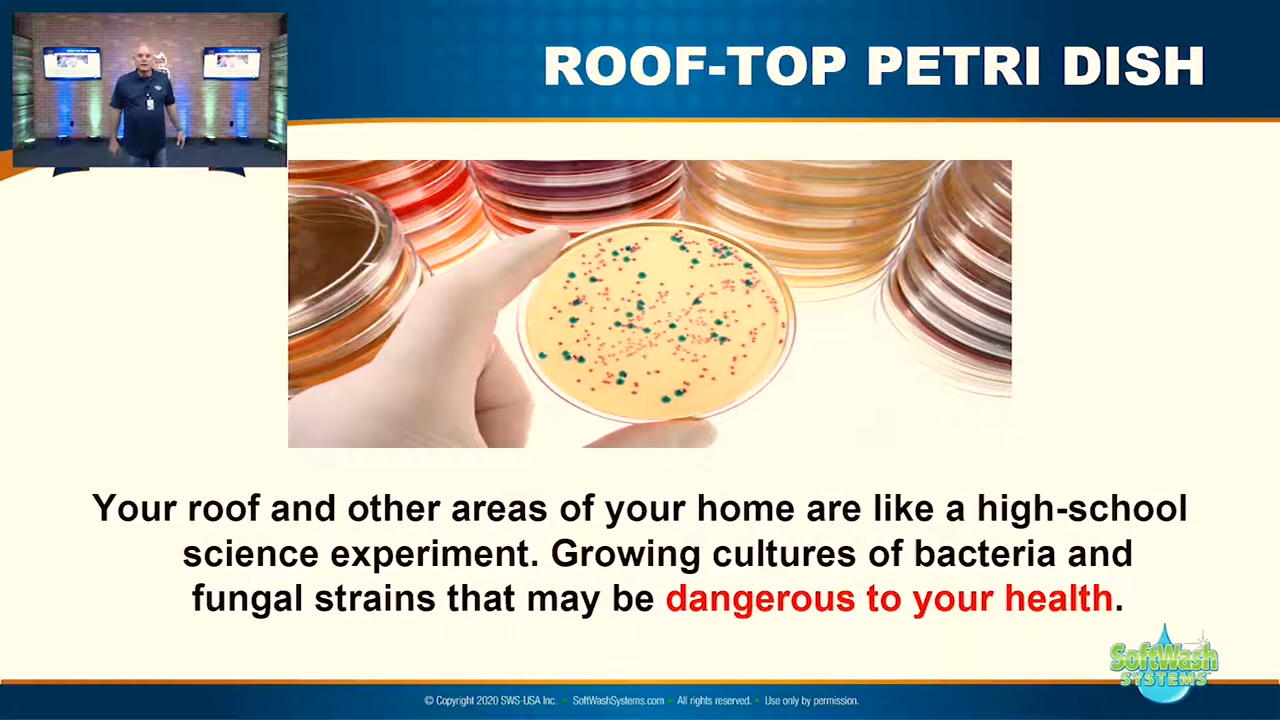 ROOF-TOP PETRI DISH
Your roof and other areas of your home are like a high-school
science experiment. Growing cultures of bacteria and
fungal strains that may be dangerous to your health.
SoftWash
SYSTEMS
© Copyright 2020 SWS-USA Inc. • SoftWashSystems.com • All rights reserved. • Use only by permission.